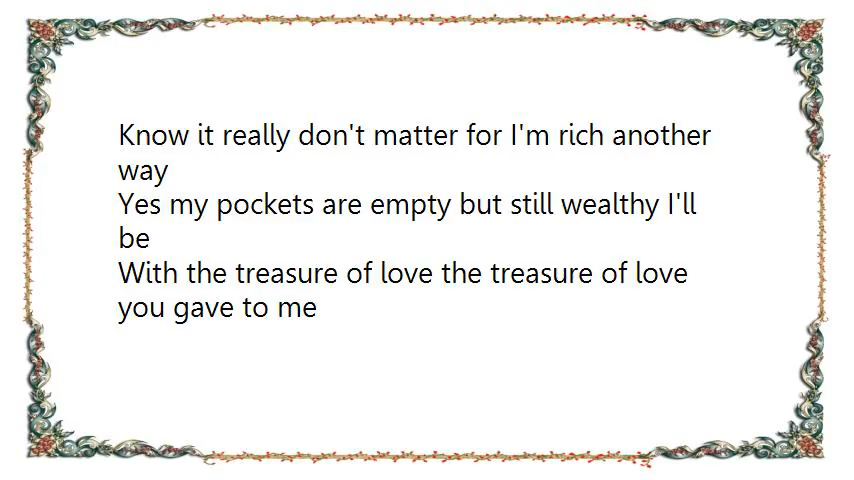 Know it really don't matter for I'm rich another
way
Yes my pockets are empty but still wealthy I'll
be
With the treasure of love the treasure of love
you gave to me